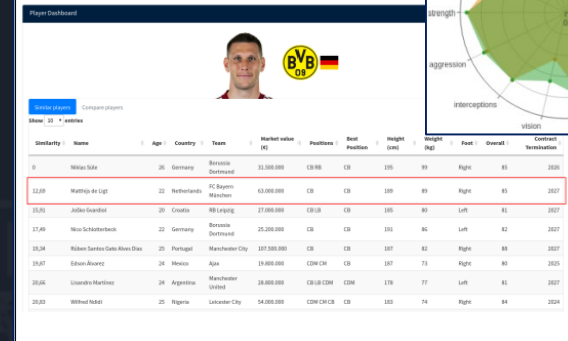 Player Dashboard
strength
aggression
interceptions
vision
BVB
09
Similar players Compare players
Show 10 entries
Similarity Name Age Country Team Market value (€) Positions Best Position Height (cm) Weight (kg) Foot Overall Contract Termination
0 Niklas Süle 26 Germany Borussia Dortmund 31.500.000 CB RB CB 195 99 Right 85 2026
12,69 Matthijs de Ligt 22 Netherlands FC Bayern München 63.000.000 CB CB 189 89 Right 85 2027
15,91 Joško Gvardiol 20 Croatia RB Leipzig 27.000.000 CB LB CB 185 80 Left 81 2027
17,49 Nico Schlotterbeck 22 Germany Borussia Dortmund 25.200.000 CB CB 191 86 Left 82 2027
Rúben Santos Gato Alves Dias 25 Portugal Manchester City 107.500.000 CB CB 187 82 Right 88 2027
19,87 Edson Álvarez 24 Mexico Ajax 19.800.000 CDM CM CB 187 73 Right 80 2025
20,66 Lisandro Martínez 24 Argentina Manchester United 28.800.000 CB LB CDM CDM 178 77 Left 81 2027
20,83 Wilfred Ndidi 25 Nigeria Leicester City 54.000.000 CDM CM CB CB 183 74 Right 84 2024